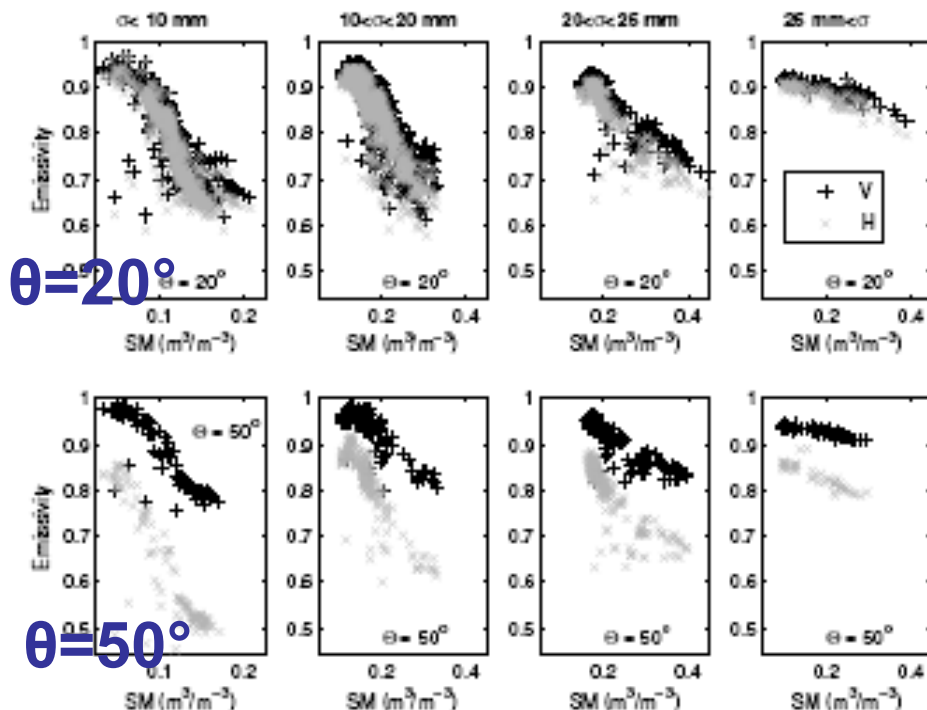 σ< 10 mm
10<σ<20 mm
20<σ<25 mm
25 mm<σ
Emizisivity
1
0.9
0.8
0.7
0.6
0.5
θ=20°
Θ = 20°
0.1 0.2
SM (m³/m⁻³)
1
0.9
0.8
0.7
0.6
0.5
Θ = 20°
0.2 0.4
SM (m³/m⁻³)
1
0.9
0.8
0.7
0.6
0.5
Θ = 20°
0.2 0.4
SM (m³/m⁻³)
1
0.9
0.8
0.7
0.6
0.5
V
H
Θ = 20°
0.2 0.4
SM (m³/m⁻³)
Emizisivity
1
0.9
0.8
0.7
0.6
0.5
Θ = 50°
θ=50°
0.1 0.2
SM (m³/m⁻³)
1
0.9
0.8
0.7
0.6
0.5
Θ = 50°
0.2 0.4
SM (m³/m⁻³)
1
0.9
0.8
0.7
0.6
0.5
Θ = 50°
0.2 0.4
SM (m³/m⁻³)
1
0.9
0.8
0.7
0.6
0.5
Θ = 50°
0.2 0.4
SM (m³/m⁻³)